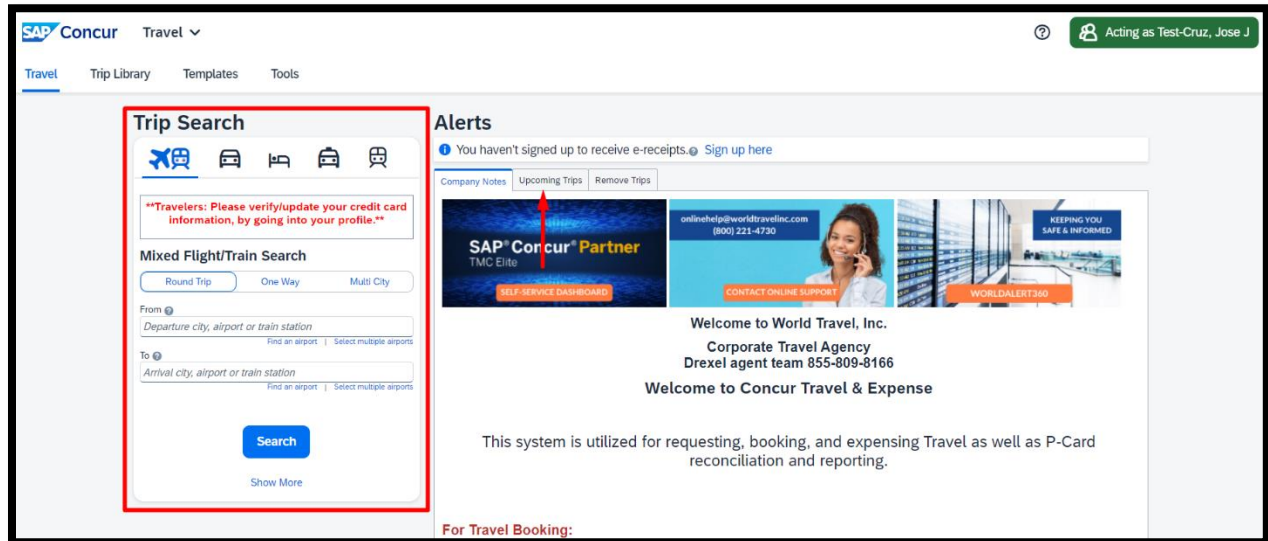 SAP Concur Travel
Acting as Test-Cruz, Jose J
Travel Trip Library Templates Tools
Trip Search
**Travelers: Please verify/update your credit card
information, by going into your profile.**
Mixed Flight/Train Search
Round Trip One Way Multi City
From
Departure city, airport or train station
Find an airport | Select multiple airports
To
Arrival city, airport or train station
Find an airport | Select multiple airports
Search
Show More
Alerts
You haven't signed up to receive e-receipts. Sign up here
Company Notes Upcoming Trips Remove Trips
SAP® Concur® Partner
TMC Elite
SELF-SERVICE DASHBOARD
onlinehelp@worldtravelinc.com
(800) 221-4730
CONTACT ONLINE SUPPORT
KEEPING YOU
SAFE & INFORMED
WORLDALERT360
Welcome to World Travel, Inc.
Corporate Travel Agency
Drexel agent team 855-809-8166
Welcome to Concur Travel & Expense
This system is utilized for requesting, booking, and expensing Travel as well as P-Card
reconciliation and reporting.
For Travel Booking: